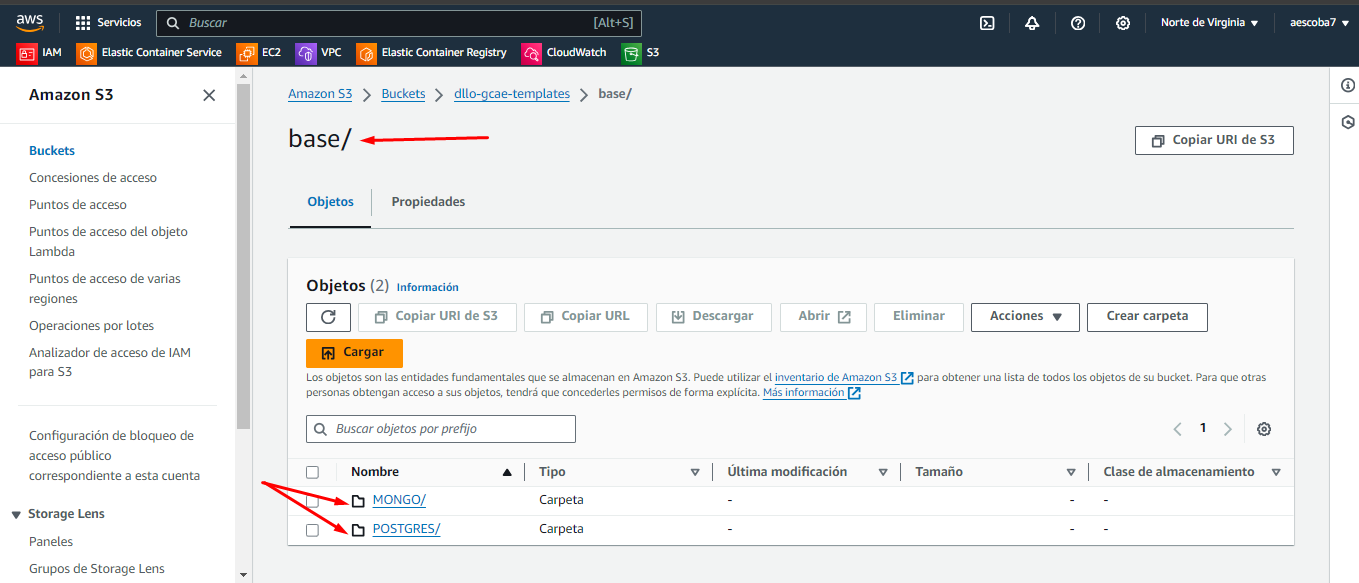 aws
Servicios
Buscar
[Alt+S]
Norte de Virginia
aescoba7
IAM
Elastic Container Service
EC2
VPC
Elastic Container Registry
CloudWatch
S3
Amazon S3
Buckets
Concesiones de acceso
Puntos de acceso
Puntos de acceso del objeto
Lambda
Puntos de acceso de varias
regiones
Operaciones por lotes
Analizador de acceso de IAM
para S3
Configuración de bloqueo de
acceso público
correspondiente a esta cuenta
Storage Lens
Paneles
Grupos de Storage Lens
Amazon S3
Buckets
dllo-gcae-templates
base/
base/
Copiar URI de S3
Objetos
Propiedades
Objetos (2) Información
Copiar URI de S3
Copiar URL
Descargar
Abrir
Eliminar
Acciones
Crear carpeta
Cargar
Los objetos son las entidades fundamentales que se almacenan en Amazon S3. Puede utilizar el inventario de Amazon S3 para obtener una lista de todos los objetos de su bucket. Para que otras
personas obtengan acceso a sus objetos, tendrá que concederles permisos de forma explícita. Más información
Buscar objetos por prefijo
1
Nombre Tipo Última modificación Tamaño Clase de almacenamiento
MONGO/ Carpeta - - -
POSTGRES/ Carpeta - - -